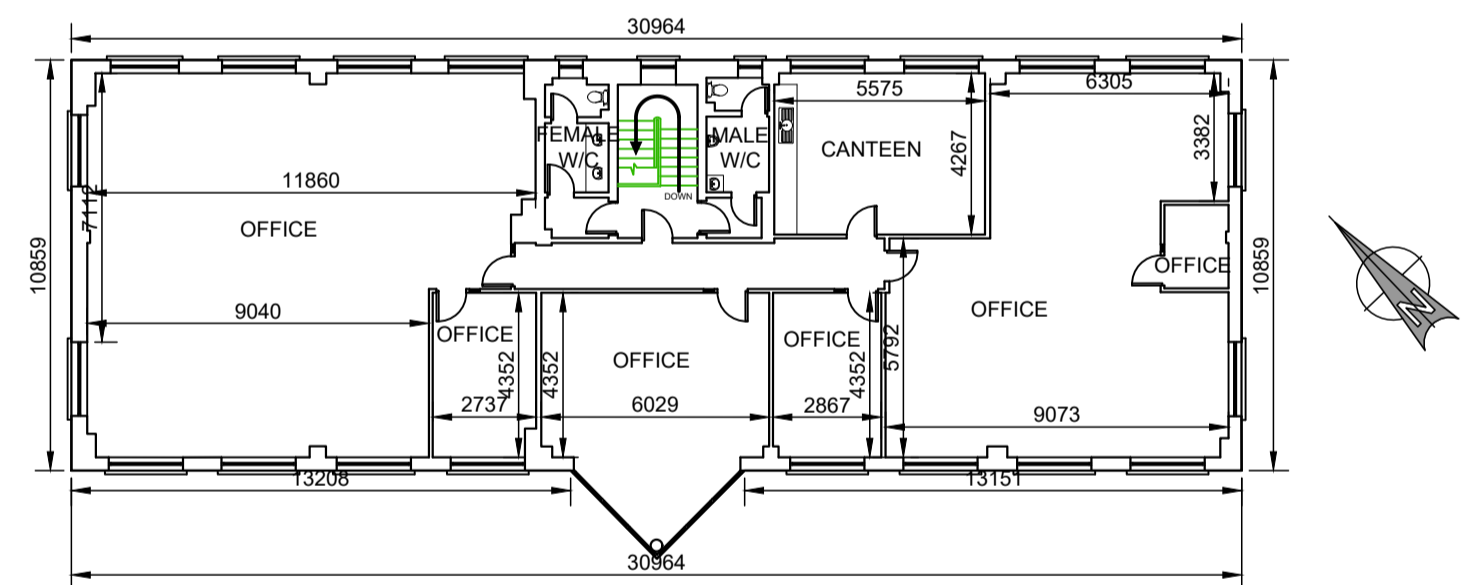 30964
5575
6305
FEMALE
W/C
MALE
W/C
CANTEEN
4267
3382
11860
7112
DOWN
OFFICE
10859
10859
OFFICE
9040
OFFICE
OFFICE
4352
4352
OFFICE
OFFICE
4352
5792
2737
6029
2867
9073
13208
13151
30964
N